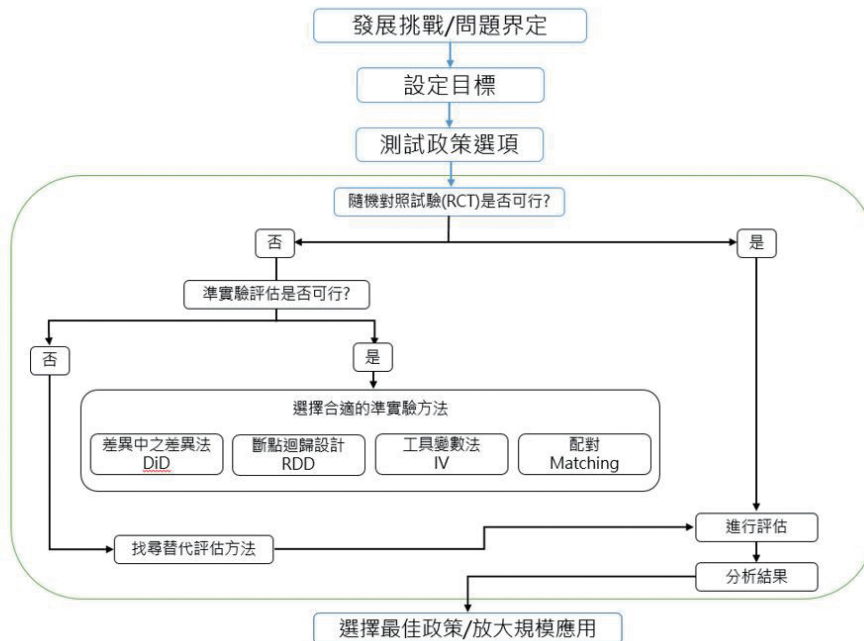 發展挑戰/問題界定
設定目標
測試政策選項
隨機對照試驗(RCT)是否可行?
否
是
準實驗評估是否可行?
否
是
選擇合適的準實驗方法
差異中之差異法
DiD
斷點迴歸設計
RDD
工具變數法
IV
配對
Matching
進行評估
找尋替代評估方法
分析結果
選擇最佳政策/放大規模應用